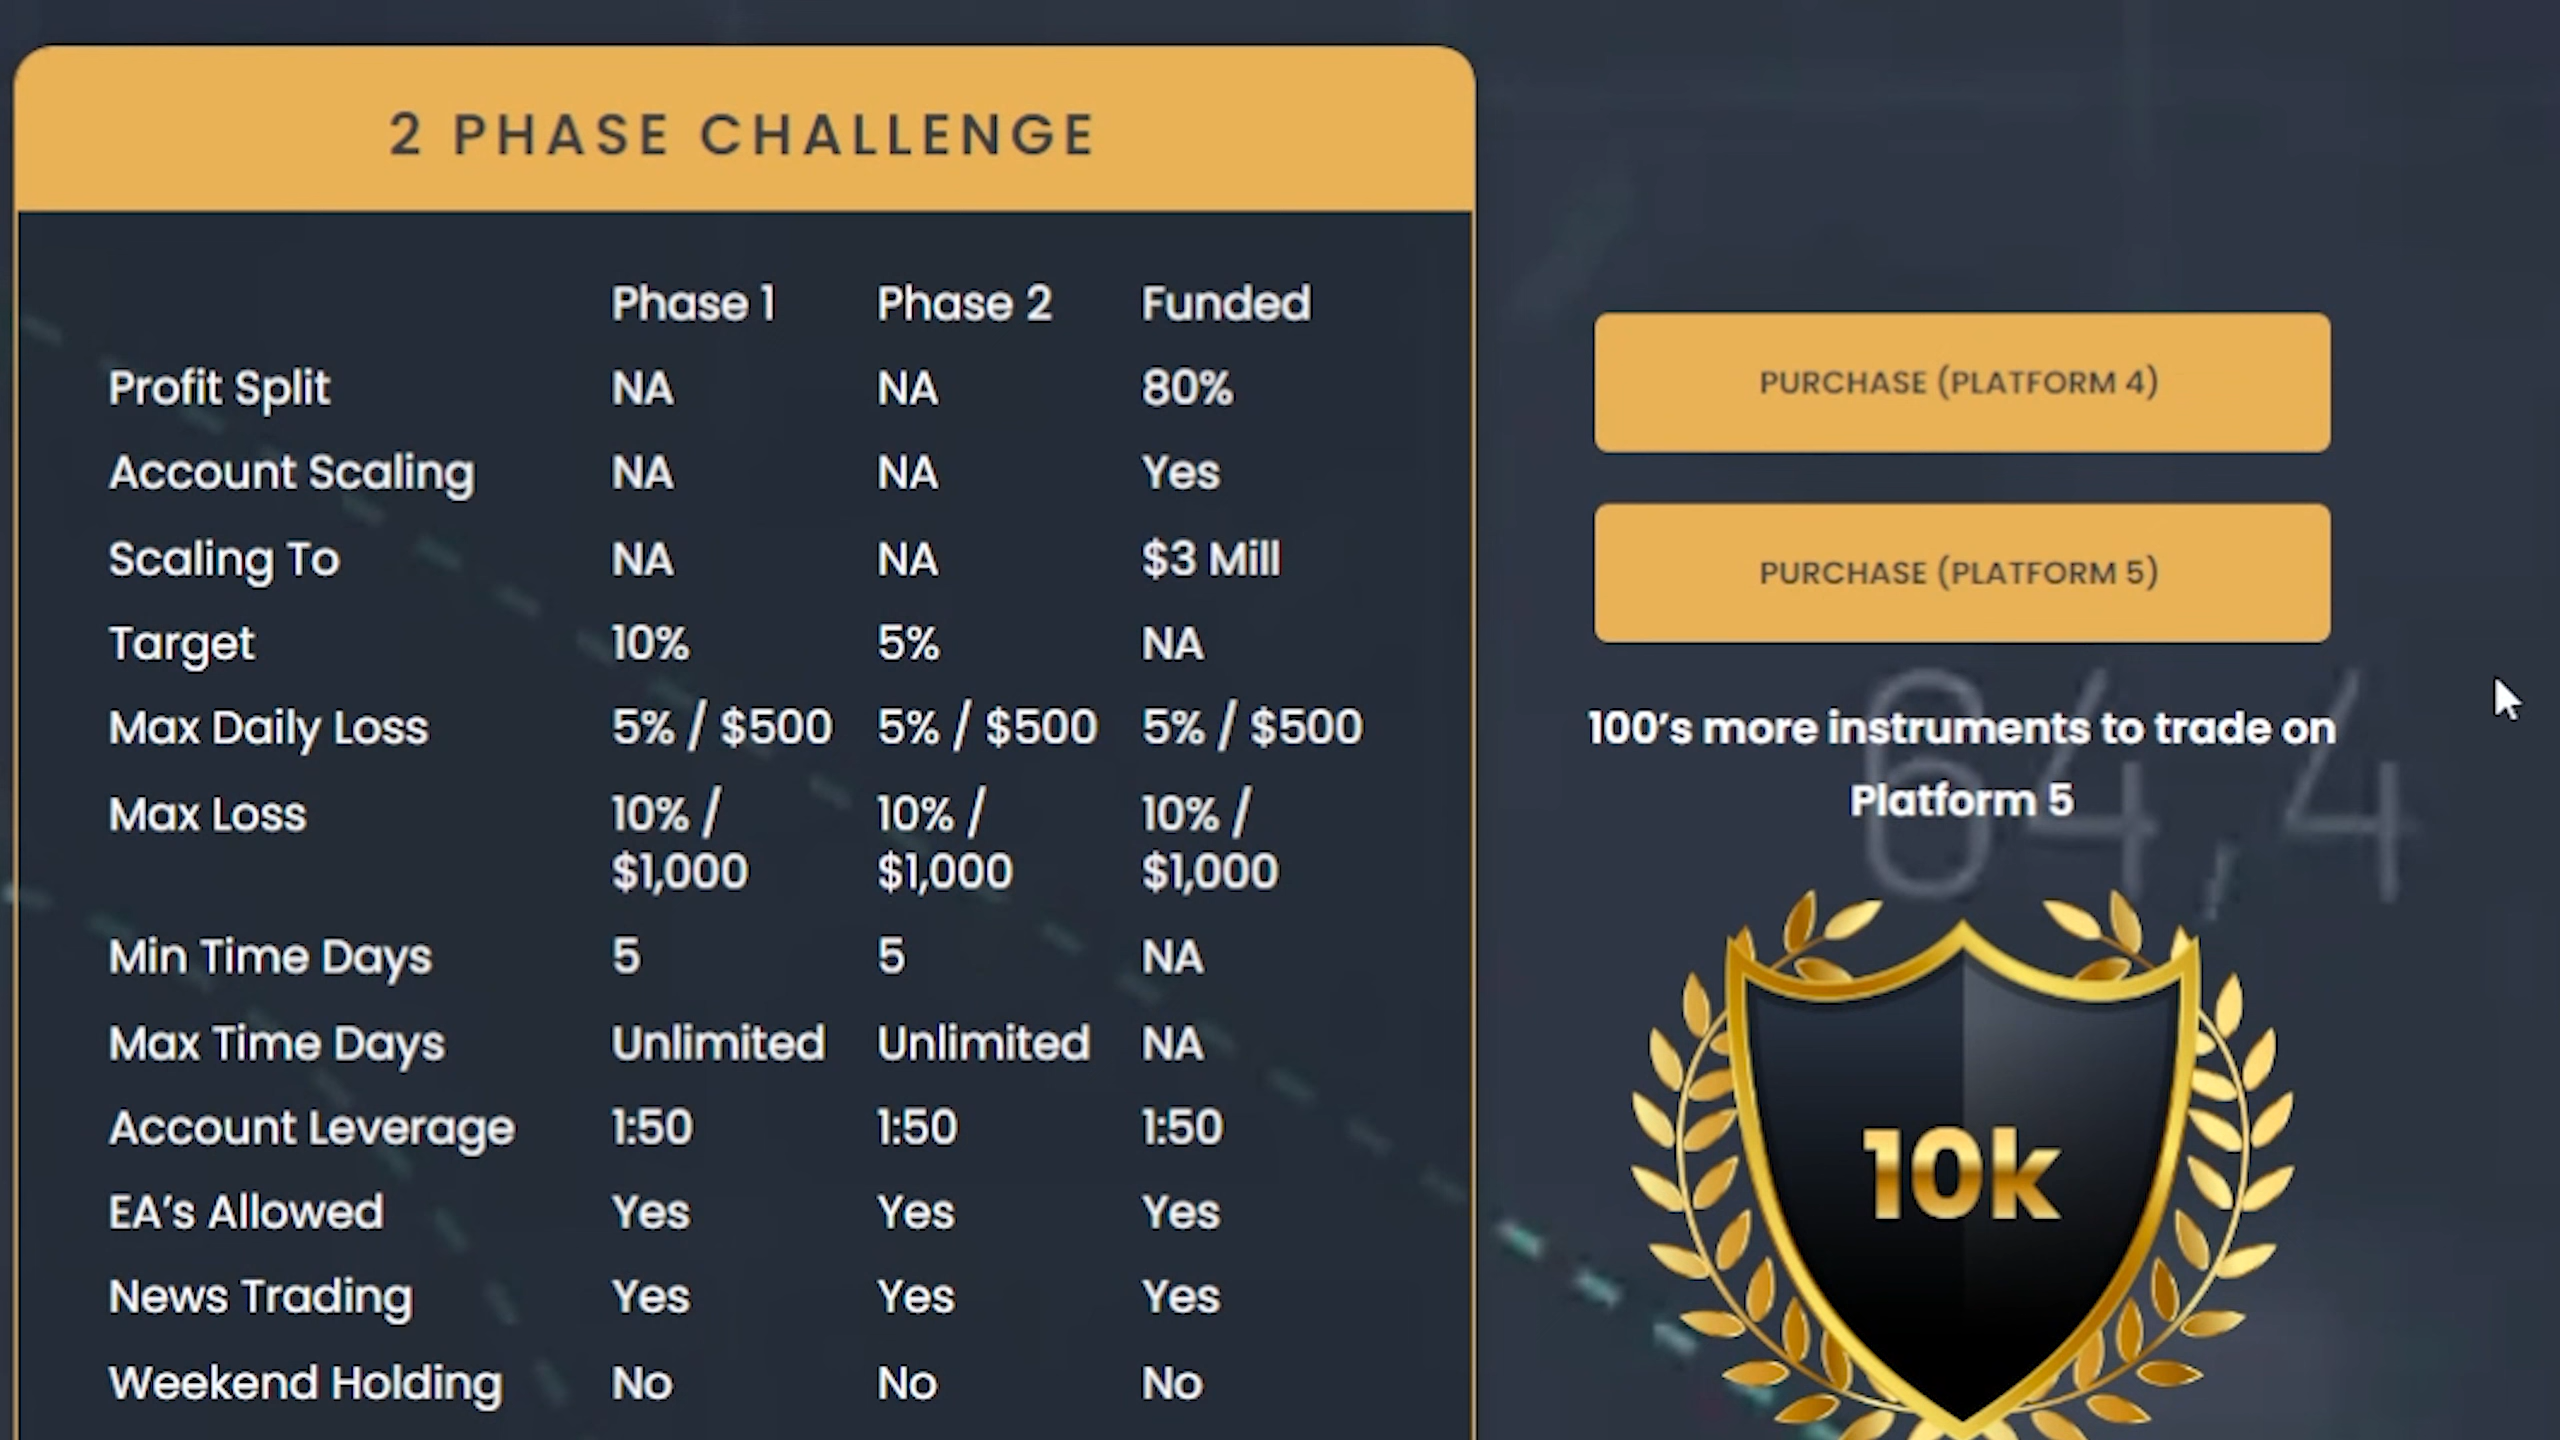 2 PHASE CHALLENGE
Phase 1 Phase 2 Funded
Profit Split NA NA 80%
Account Scaling NA NA Yes
Scaling To NA NA $3 Mill
Target 10% 5% NA
Max Daily Loss 5% / $500 5% / $500 5% / $500
Max Loss 10% / 10% / 10% /
$1,000 $1,000 $1,000
Min Time Days 5 5 NA
Max Time Days Unlimited Unlimited NA
Account Leverage 1:50 1:50 1:50
EA’s Allowed Yes Yes Yes
News Trading Yes Yes Yes
Weekend Holding No No No
PURCHASE (PLATFORM 4)
PURCHASE (PLATFORM 5)
100’s more instruments to trade on
Platform 5
64,4
10k